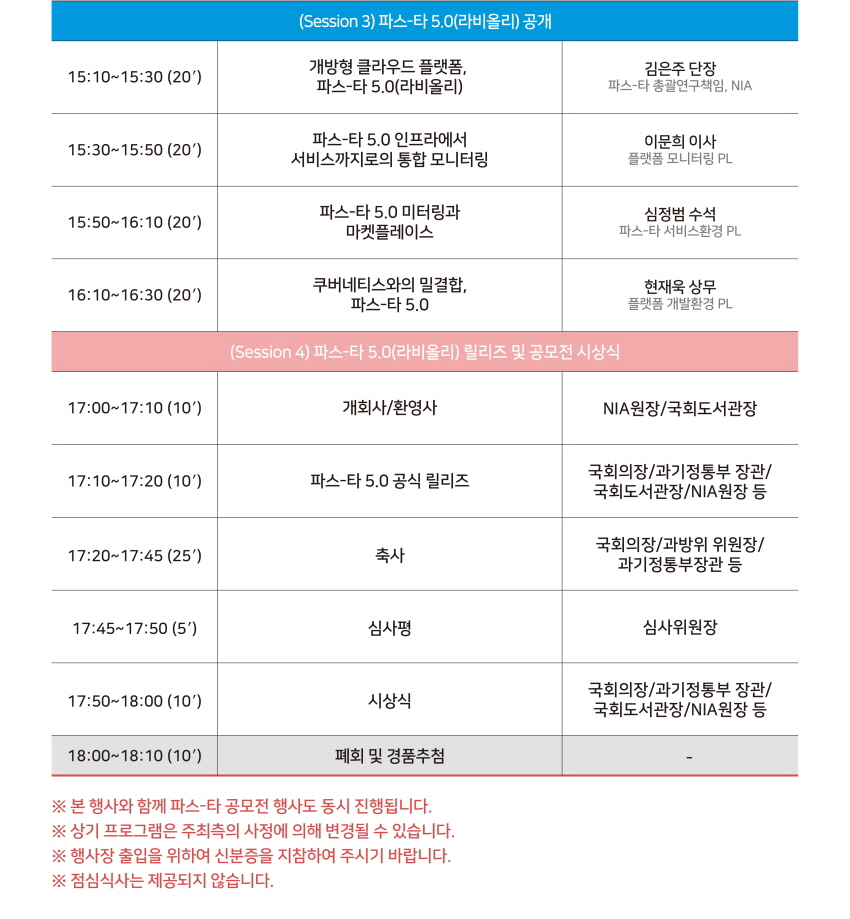 (Session 3) 파스-타 5.0(라비올리) 공개
15:10~15:30 (20′)
개방형 클라우드 플랫폼,
파스-타 5.0(라비올리)
김은주 단장
파스-타 총괄연구책임, NIA
15:30~15:50 (20′)
파스-타 5.0 인프라에서
서비스까지로의 통합 모니터링
이문희 이사
플랫폼 모니터링 PL
15:50~16:10 (20′)
파스-타 5.0 미터링과
마켓플레이스
심정범 수석
파스-타 서비스환경 PL
16:10~16:30 (20′)
쿠버네티스와의 밀결합,
파스-타 5.0
현재욱 상무
플랫폼 개발환경 PL
(Session 4) 파스-타 5.0(라비올리) 릴리즈 및 공모전 시상식
17:00~17:10 (10′)
개회사/환영사
NIA원장/국회도서관장
17:10~17:20 (10′)
파스-타 5.0 공식 릴리즈
국회의장/과기정통부 장관/
국회도서관장/NIA원장 등
17:20~17:45 (25′)
축사
국회의장/과방위 위원장/
과기정통부장관 등
17:45~17:50 (5′)
심사평
심사위원장
17:50~18:00 (10′)
시상식
국회의장/과기정통부 장관/
국회도서관장/NIA원장 등
18:00~18:10 (10′)
폐회 및 경품추첨
-
※ 본 행사와 함께 파스-타 공모전 행사도 동시 진행됩니다.
※ 상기 프로그램은 주최측의 사정에 의해 변경될 수 있습니다.
※ 행사장 출입을 위하여 신분증을 지참하여 주시기 바랍니다.
※ 점심식사는 제공되지 않습니다.